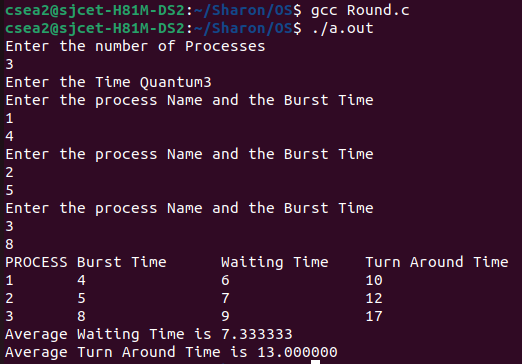 csea2@sjcet-H81M-DS2:~/Sharon/OS$ gcc Round.c
csea2@sjcet-H81M-DS2:~/Sharon/OS$ ./a.out
Enter the number of Processes
3
Enter the Time Quantum3
Enter the process Name and the Burst Time
1
4
Enter the process Name and the Burst Time
2
5
Enter the process Name and the Burst Time
3
8
PROCESS Burst Time Waiting Time Turn Around Time
1 4 6 10
2 5 7 12
3 8 9 17
Average Waiting Time is 7.333333
Average Turn Around Time is 13.000000